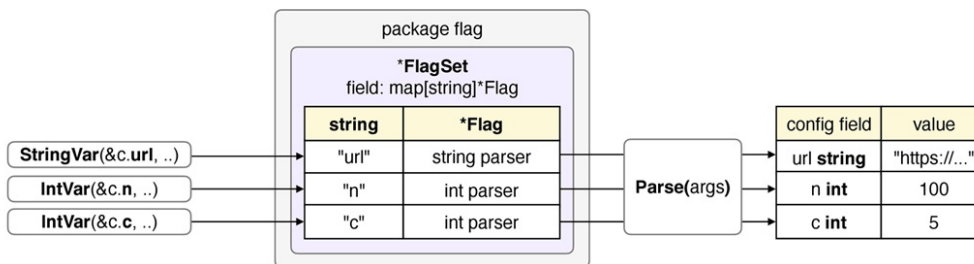 package flag
*FlagSet
field: map[string]*Flag
string *Flag config field value
StringVar(&c.url, ..) "url" string parser url string "https://..."
IntVar(&c.n, ..) "n" int parser Parse(args) n int 100
IntVar(&c.c, ..) "c" int parser c int 5